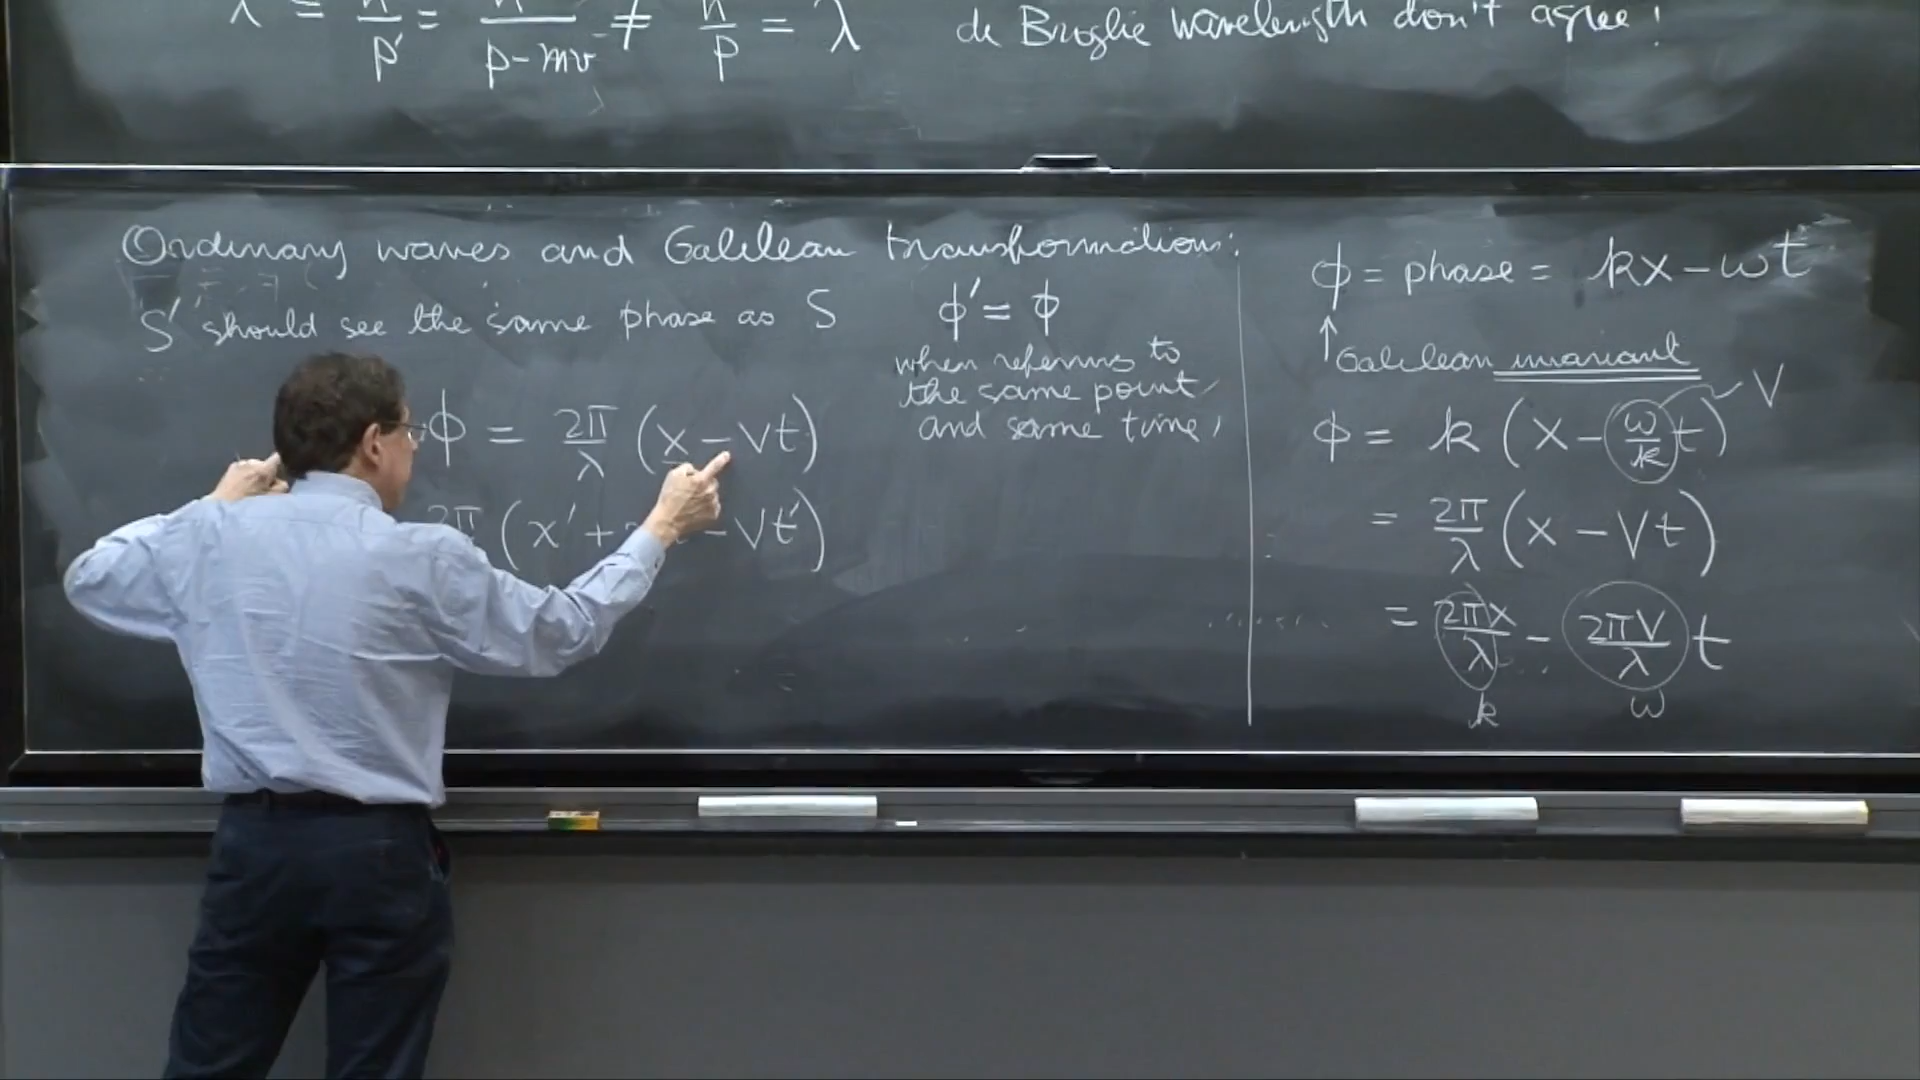 λ' = h/p' = h/(p-mv) ≠ h/p = λ de Broglie wavelength don't agree!
Ordinary waves and Galilean transformations:
S' should see the same phase as S φ' = φ
when referring to
the same point
and same time,
φ = 2π/λ (x - Vt)
2π (x' + - Vt')
φ = phase = kx - ωt
↑ Galilean invariant
φ = k (x - ω/k t) V
= 2π/λ (x - Vt)
= 2πx/λ - 2πV/λ t
k ω